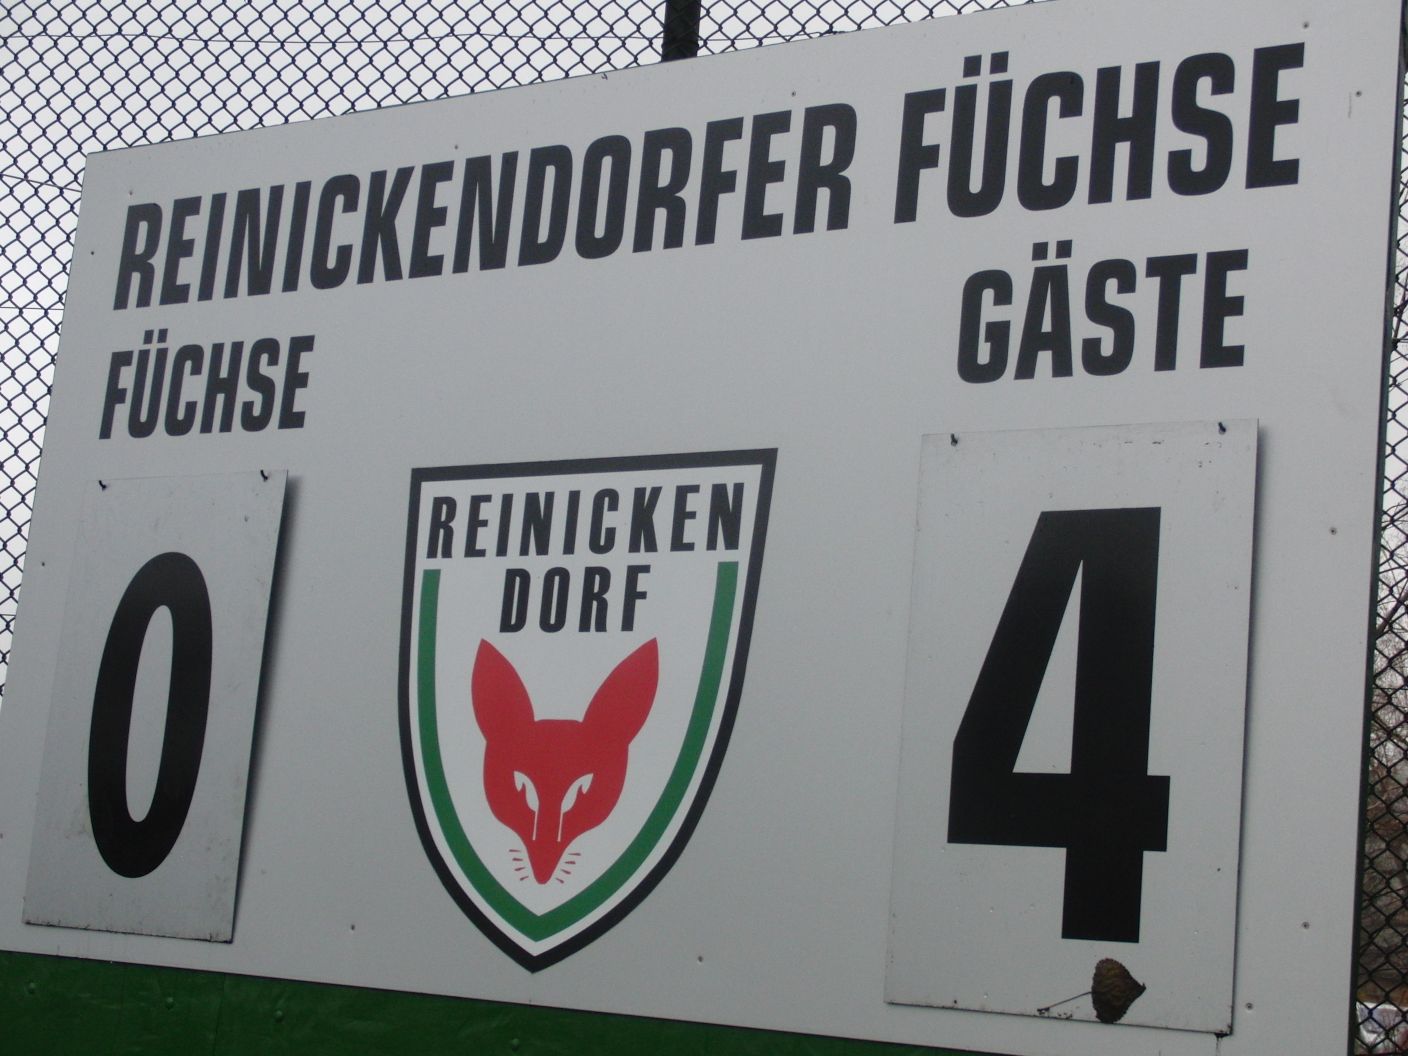 REINICKENDORFER FÜCHSE
FÜCHSE
GÄSTE
0
REINICKEN
DORF
4